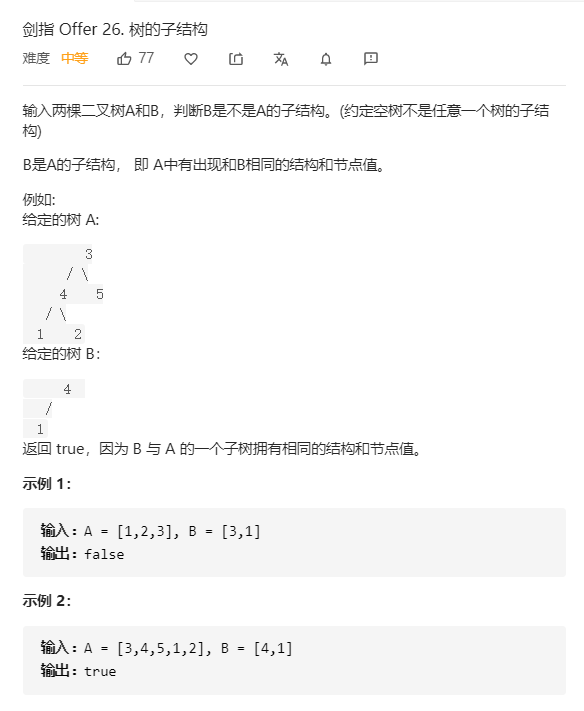 剑指 Offer 26. 树的子结构
难度 中等 77
输入两棵二叉树A和B，判断B是不是A的子结构。(约定空树不是任意一个树的子结
构)
B是A的子结构， 即 A中有出现和B相同的结构和节点值。
例如:
给定的树 A:
3
/ \
4 5
/ \
1 2
给定的树 B：
4
/
1
返回 true，因为 B 与 A 的一个子树拥有相同的结构和节点值。
示例 1：
输入：A = [1,2,3], B = [3,1]
输出：false
示例 2：
输入：A = [3,4,5,1,2], B = [4,1]
输出：true